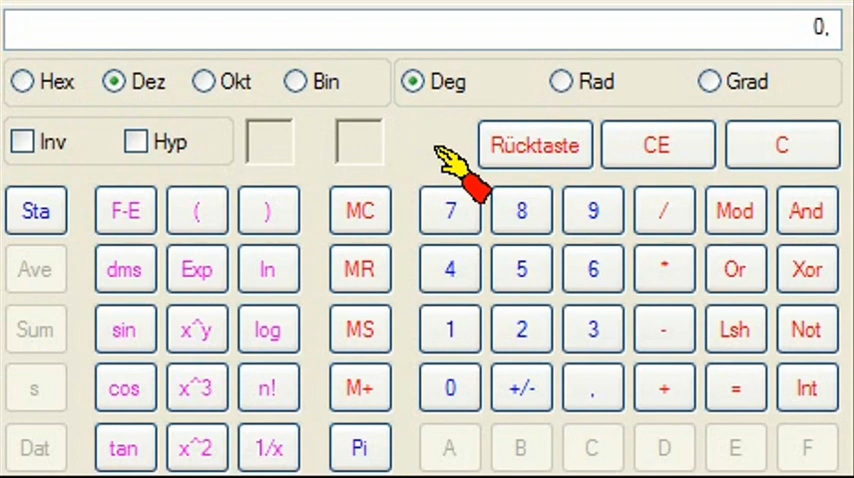 0,
Hex Dez Okt Bin Deg Rad Grad
Inv Hyp Rücktaste CE C
Sta F-E ( ) MC 7 8 9 / Mod And
Ave dms Exp ln MR 4 5 6 * Or Xor
Sum sin x^y log MS 1 2 3 - Lsh Not
s cos x^3 n! M+ 0 +/- , + = Int
Dat tan x^2 1/x Pi A B C D E F